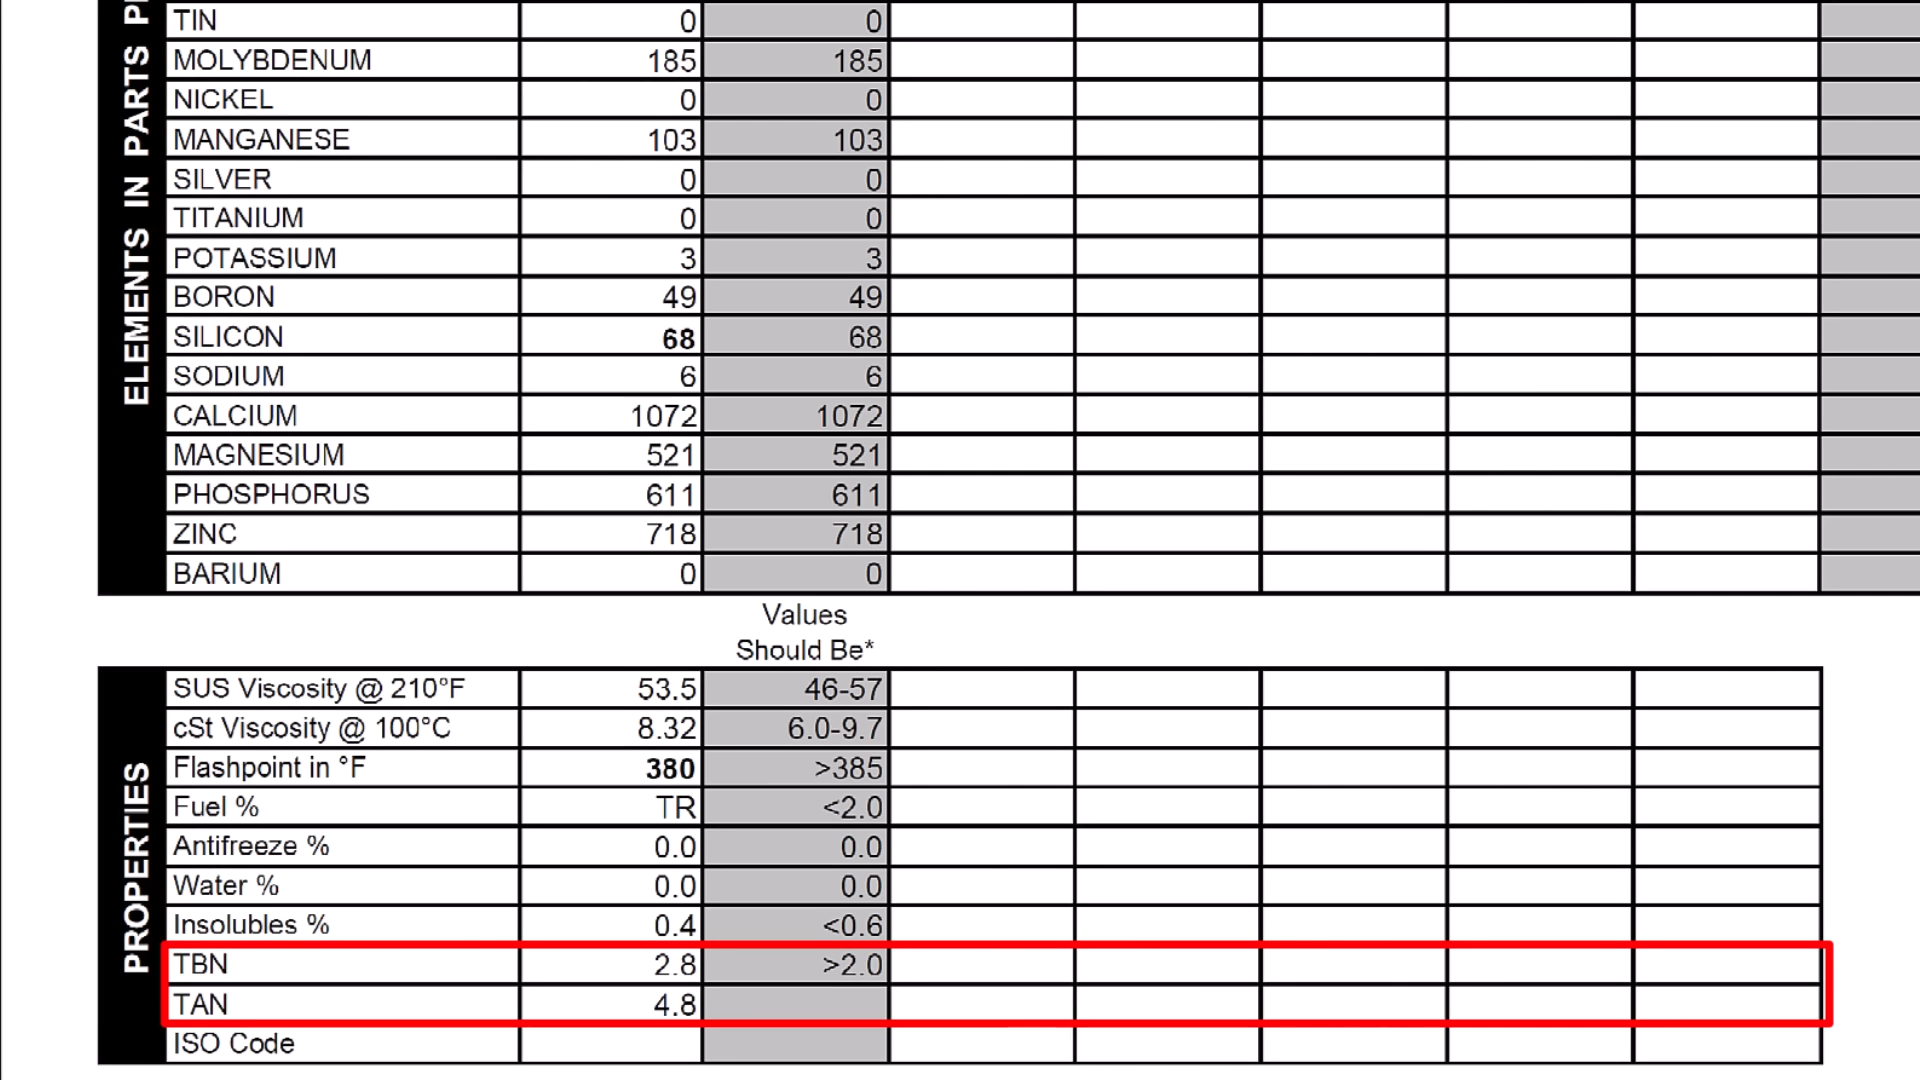 ELEMENTS IN PARTS P
TIN 0 0
MOLYBDENUM 185 185
NICKEL 0 0
MANGANESE 103 103
SILVER 0 0
TITANIUM 0 0
POTASSIUM 3 3
BORON 49 49
SILICON 68 68
SODIUM 6 6
CALCIUM 1072 1072
MAGNESIUM 521 521
PHOSPHORUS 611 611
ZINC 718 718
BARIUM 0 0
Values
Should Be*
PROPERTIES
SUS Viscosity @ 210°F 53.5 46-57
cSt Viscosity @ 100°C 8.32 6.0-9.7
Flashpoint in °F 380 >385
Fuel % TR <2.0
Antifreeze % 0.0 0.0
Water % 0.0 0.0
Insolubles % 0.4 <0.6
TBN 2.8 >2.0
TAN 4.8
ISO Code